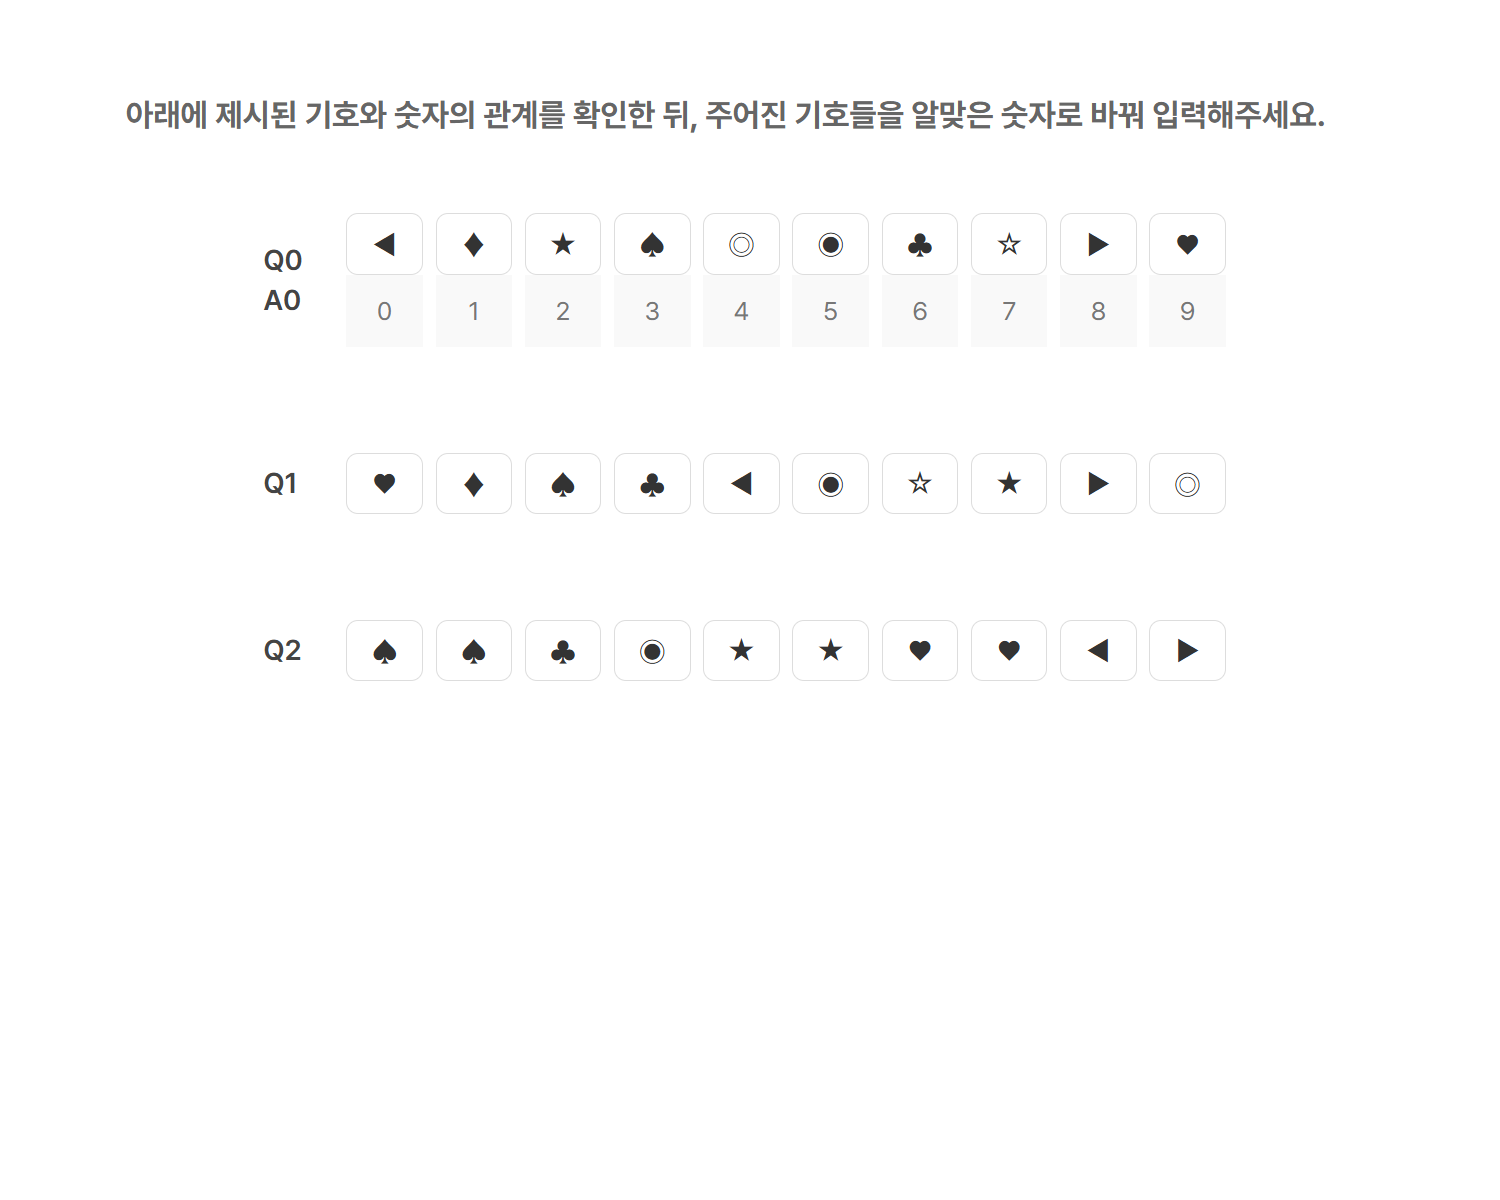 아래에 제시된 기호와 숫자의 관계를 확인한 뒤, 주어진 기호들을 알맞은 숫자로 바꿔 입력해주세요.
Q0 ◀ ♦ ★ ♠ ◎ ◉ ♣ ☆ ▶ ♥
A0 0 1 2 3 4 5 6 7 8 9
Q1 ♥ ♦ ♠ ♣ ◀ ◉ ☆ ★ ▶ ◎
Q2 ♠ ♠ ♣ ◉ ★ ★ ♥ ♥ ◀ ▶